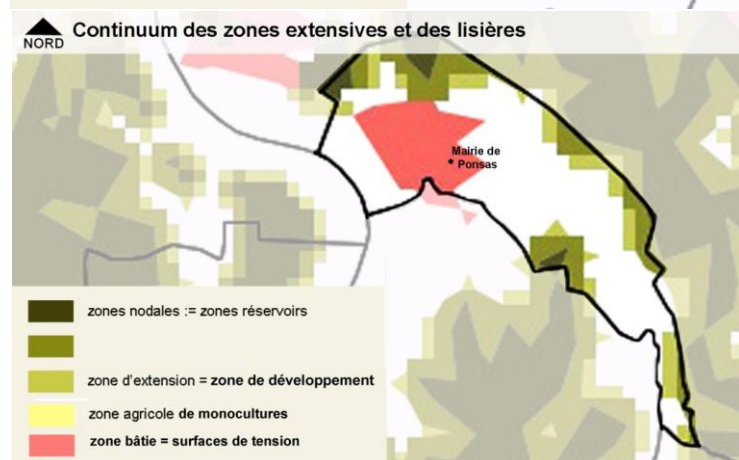 NORD
Continuum des zones extensives et des lisières
Mairie de
Ponsas
zones nodales := zones réservoirs
zone d'extension = zone de développement
zone agricole de monocultures
zone bâtie = surfaces de tension